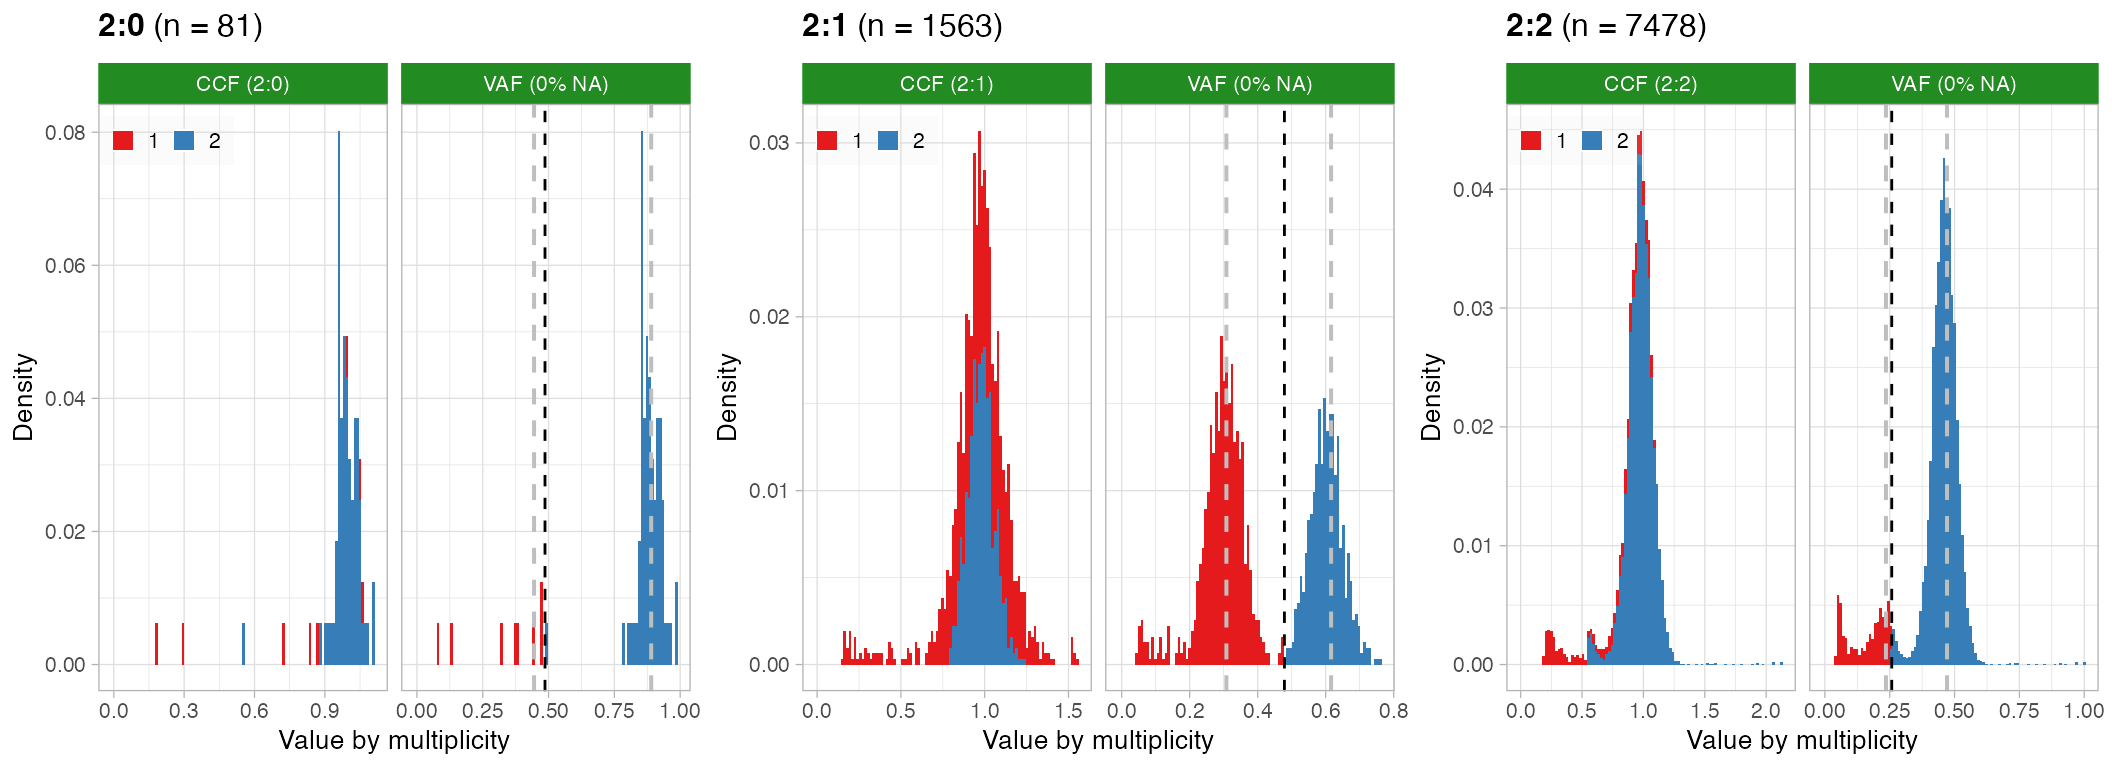 2:0 (n = 81)
CCF (2:0)
VAF (0% NA)
1 2
0.08
0.06
0.04
0.02
0.00
Density
0.0 0.3 0.6 0.9
0.00 0.25 0.50 0.75 1.00
Value by multiplicity
2:1 (n = 1563)
CCF (2:1)
VAF (0% NA)
1 2
0.03
0.02
0.01
0.00
Density
0.0 0.5 1.0 1.5
0.0 0.2 0.4 0.6 0.8
Value by multiplicity
2:2 (n = 7478)
CCF (2:2)
VAF (0% NA)
1 2
0.04
0.03
0.02
0.01
0.00
Density
0.0 0.5 1.0 1.5 2.0
0.00 0.25 0.50 0.75 1.00
Value by multiplicity